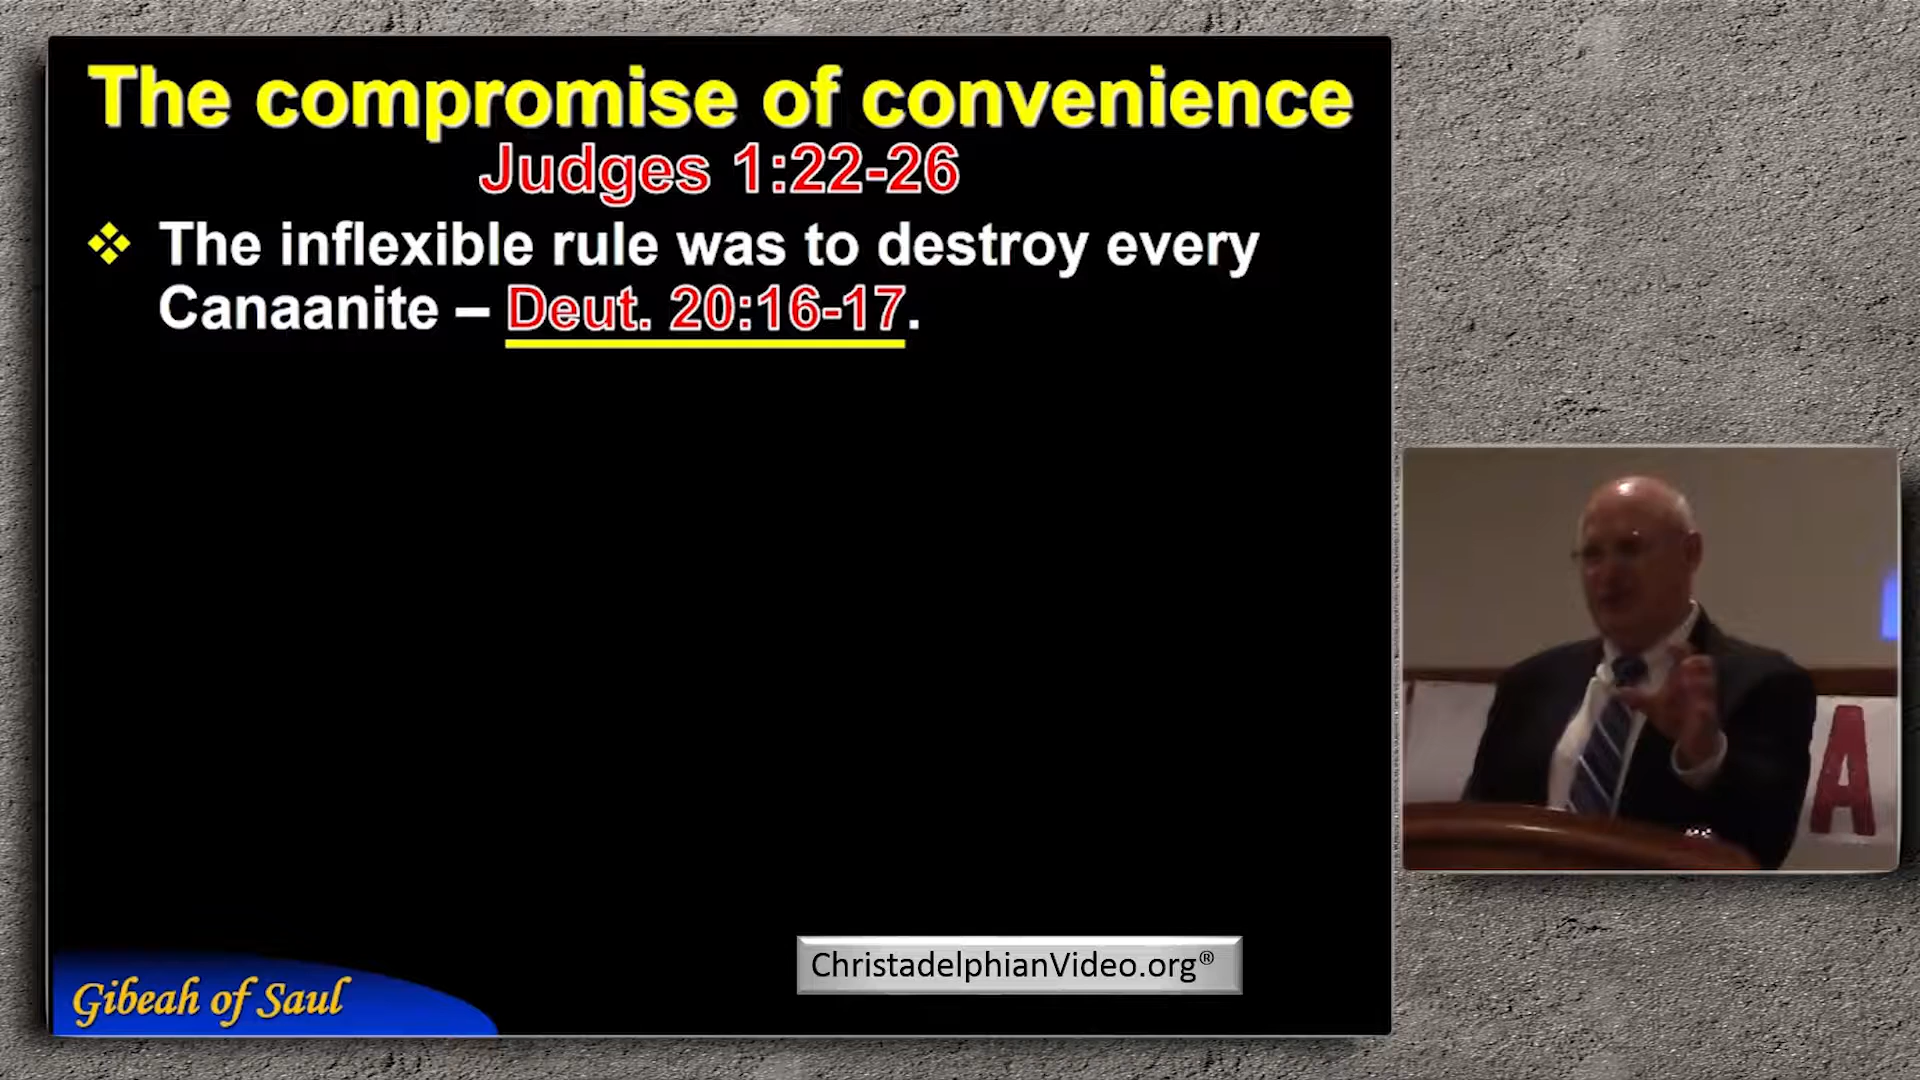 The compromise of convenience
Judges 1:22-26
❖ The inflexible rule was to destroy every
Canaanite – Deut. 20:16-17.
A
ChristadelphianVideo.org®
Gibeah of Saul